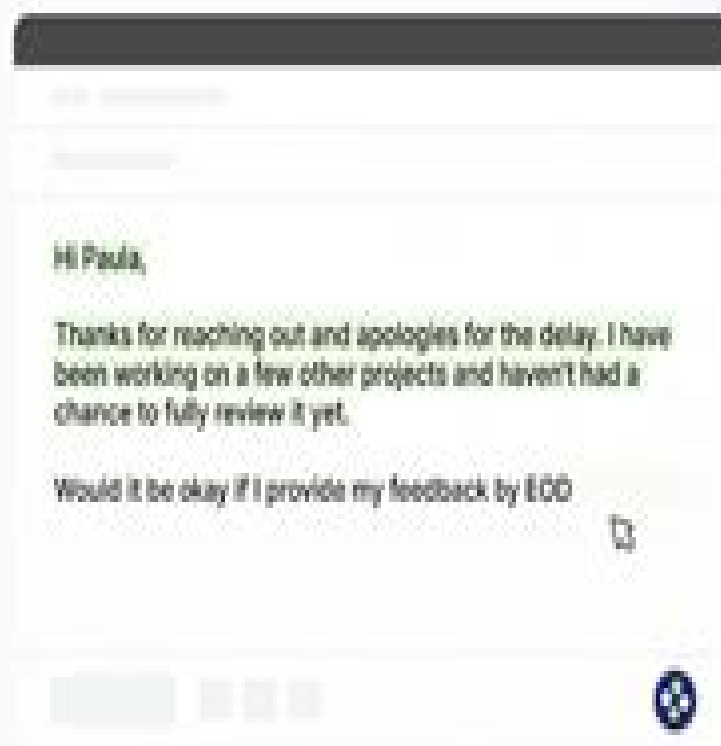 Hi Paula,
Thanks for reaching out and apologies for the delay. I have
been working on a few other projects and haven't had a
chance to fully review it yet.
Would it be okay if I provide my feedback by EOD